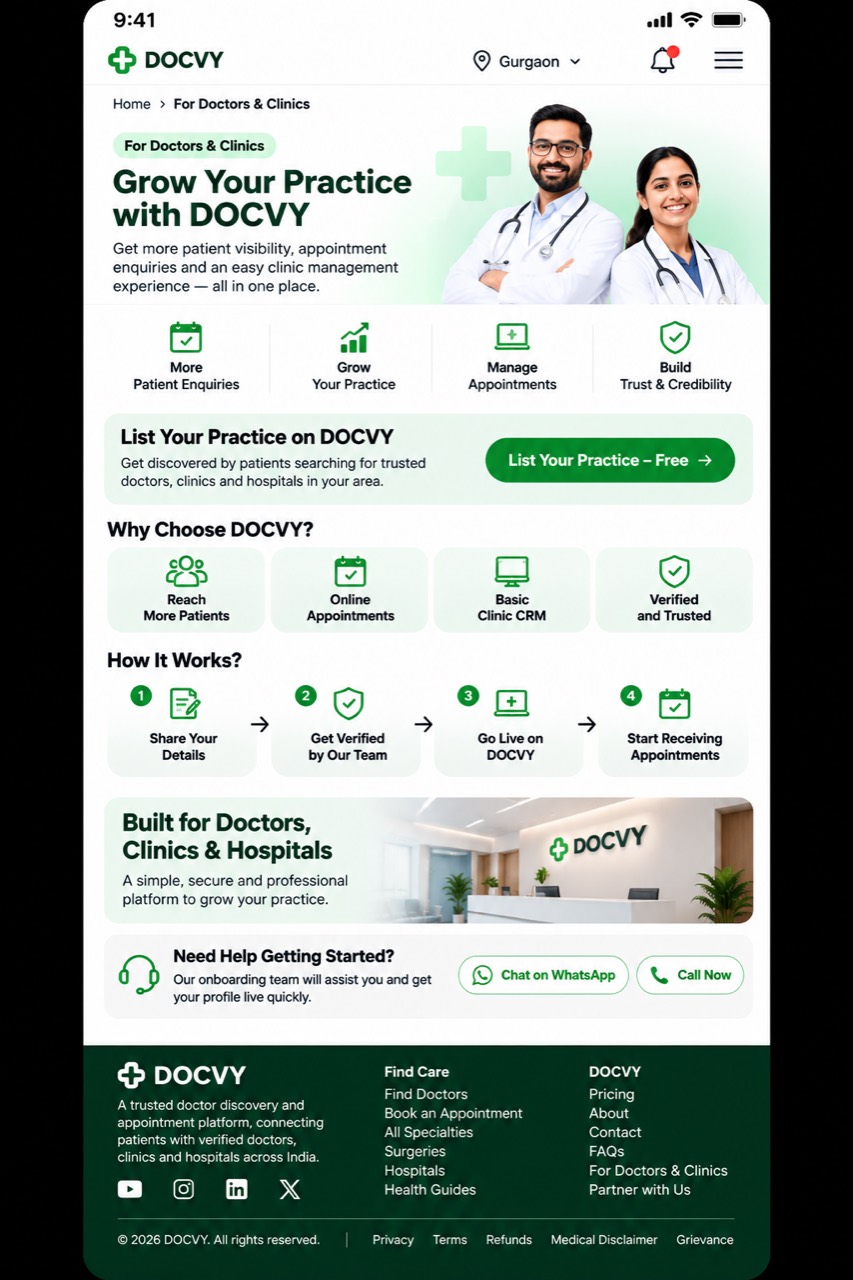 9:41
DOCVY
Gurgaon
Home > For Doctors & Clinics
For Doctors & Clinics
Grow Your Practice
with DOCVY
Get more patient visibility, appointment
enquiries and an easy clinic management
experience — all in one place.
More
Patient Enquiries
Grow
Your Practice
Manage
Appointments
Build
Trust & Credibility
List Your Practice on DOCVY
Get discovered by patients searching for trusted
doctors, clinics and hospitals in your area.
List Your Practice – Free →
Why Choose DOCVY?
Reach
More Patients
Online
Appointments
Basic
Clinic CRM
Verified
and Trusted
How It Works?
1
Share Your
Details
2
Get Verified
by Our Team
3
Go Live on
DOCVY
4
Start Receiving
Appointments
Built for Doctors,
Clinics & Hospitals
A simple, secure and professional
platform to grow your practice.
DOCVY
Need Help Getting Started?
Our onboarding team will assist you and get
your profile live quickly.
Chat on WhatsApp
Call Now
DOCVY
A trusted doctor discovery and
appointment platform, connecting
patients with verified doctors,
clinics and hospitals across India.
Find Care
Find Doctors
Book an Appointment
All Specialties
Surgeries
Hospitals
Health Guides
DOCVY
Pricing
About
Contact
FAQs
For Doctors & Clinics
Partner with Us
© 2026 DOCVY. All rights reserved. | Privacy Terms Refunds Medical Disclaimer Grievance